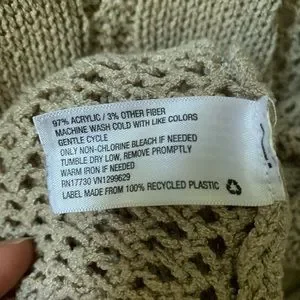 97% ACRYLIC / 3% OTHER FIBER
MACHINE WASH COLD WITH LIKE COLORS
GENTLE CYCLE
ONLY NON-CHLORINE BLEACH IF NEEDED
TUMBLE DRY LOW, REMOVE PROMPTLY
WARM IRON IF NEEDED
RN17730 VN1299629
LABEL MADE FROM 100% RECYCLED PLASTIC